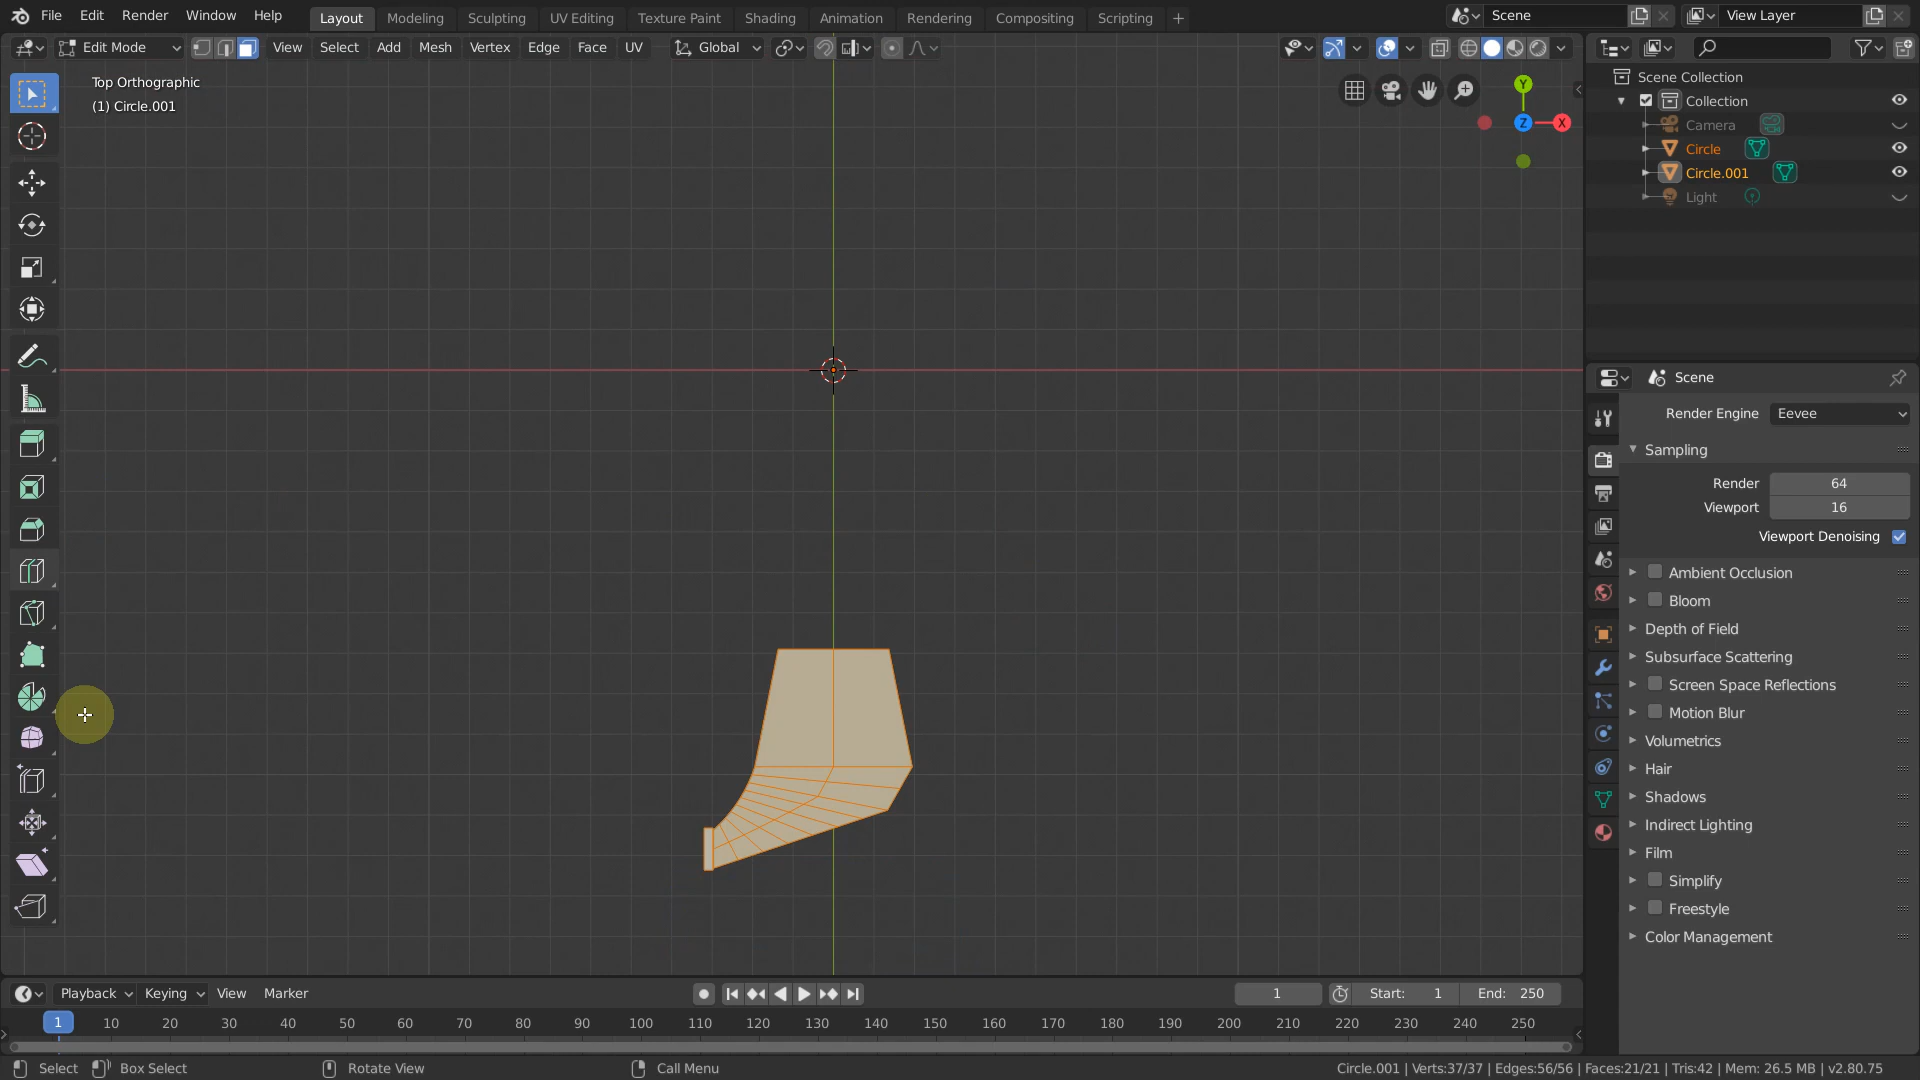 File Edit Render Window Help Layout Modeling Sculpting UV Editing Texture Paint Shading Animation Rendering Compositing Scripting + Scene View Layer
Edit Mode View Select Add Mesh Vertex Edge Face UV Global
Top Orthographic
(1) Circle.001
Y
Z
X
Scene Collection
Collection
Camera
Circle
Circle.001
Light
Scene
Render Engine Eevee
Sampling
Render 64
Viewport 16
Viewport Denoising
Ambient Occlusion
Bloom
Depth of Field
Subsurface Scattering
Screen Space Reflections
Motion Blur
Volumetrics
Hair
Shadows
Indirect Lighting
Film
Simplify
Freestyle
Color Management
Playback Keying View Marker 1 Start: 1 End: 250
1 10 20 30 40 50 60 70 80 90 100 110 120 130 140 150 160 170 180 190 200 210 220 230 240 250
Select Box Select Rotate View Call Menu Circle.001 | Verts:37/37 | Edges:56/56 | Faces:21/21 | Tris:42 | Mem: 26.5 MB | v2.80.75